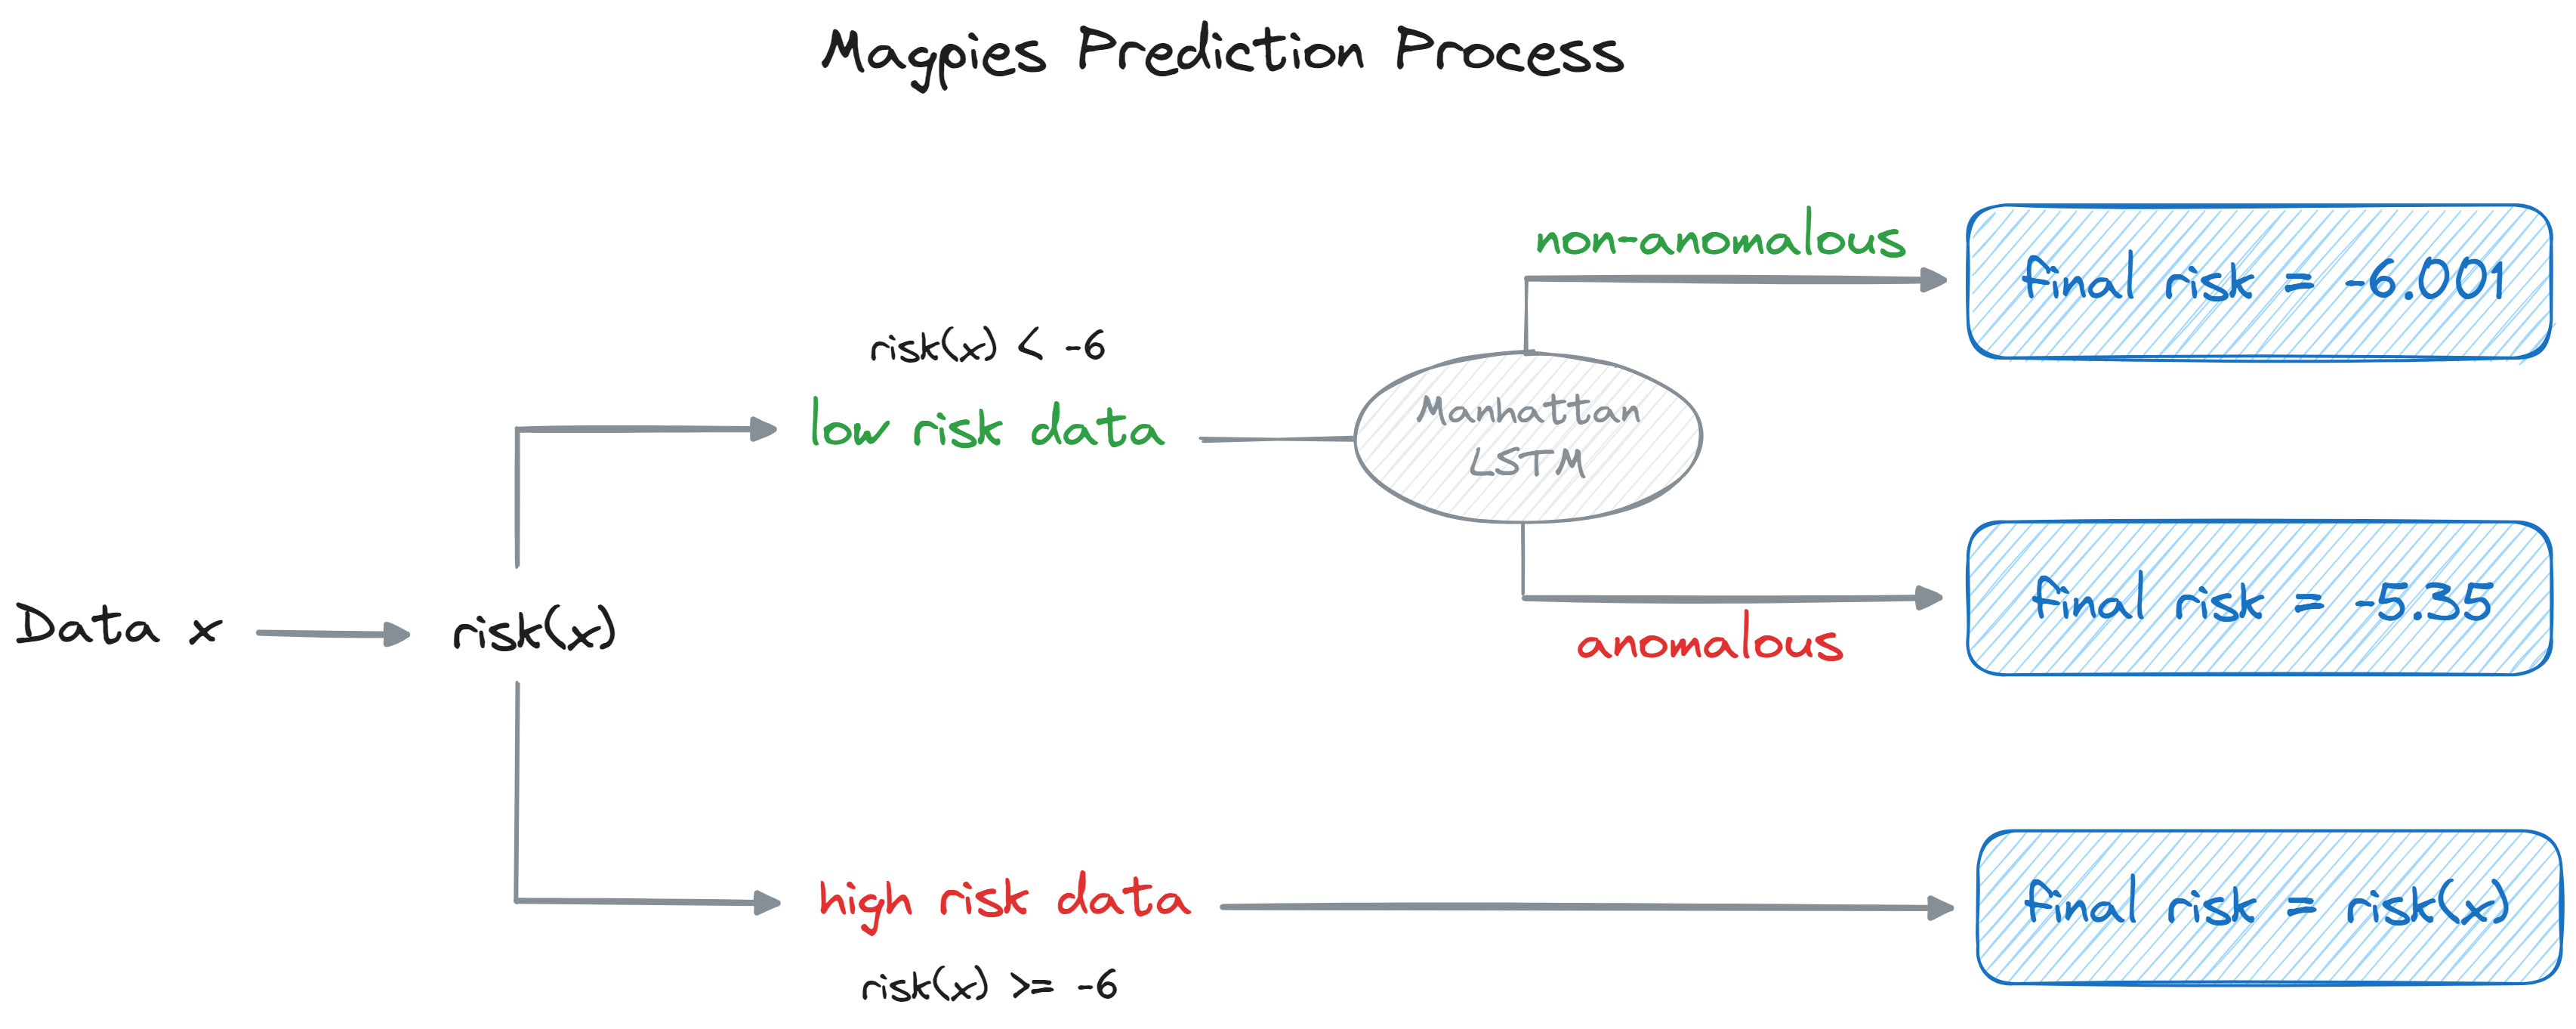 Magpies Prediction Process
non-anomalous
final risk = -6.001
risk(x) < -6
low risk data
Manhattan
LSTM
final risk = -5.35
anomalous
Data x
risk(x)
high risk data
final risk = risk(x)
risk(x) >= -6